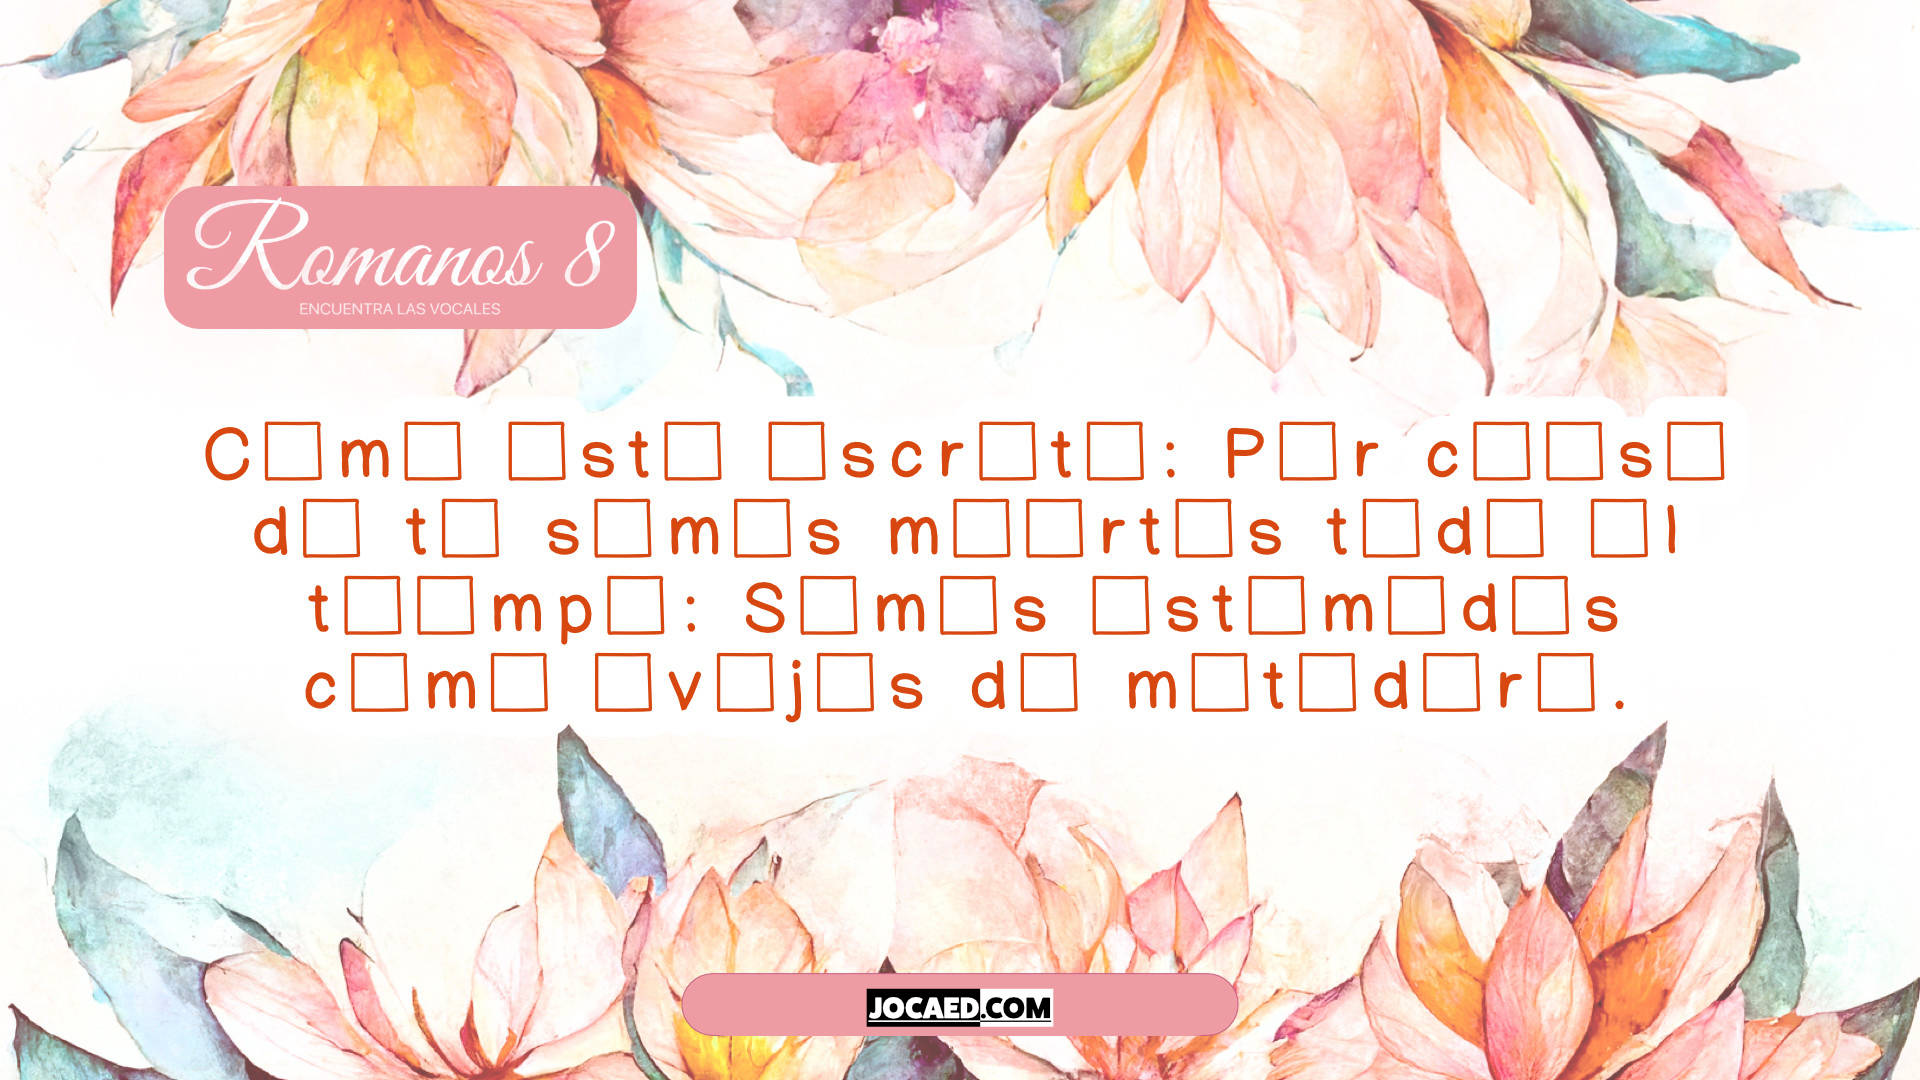 Romanos 8
ENCUENTRA LAS VOCALES
C□m□ □st□ □scr□t□: P□r c□□s□
d□ t□ s□m□s m□□rt□s t□d□ □l
t□□mp□: S□m□s □st□m□d□s
c□m□ □v□j□s d□ m□t□d□r□.
JOCAED.COM